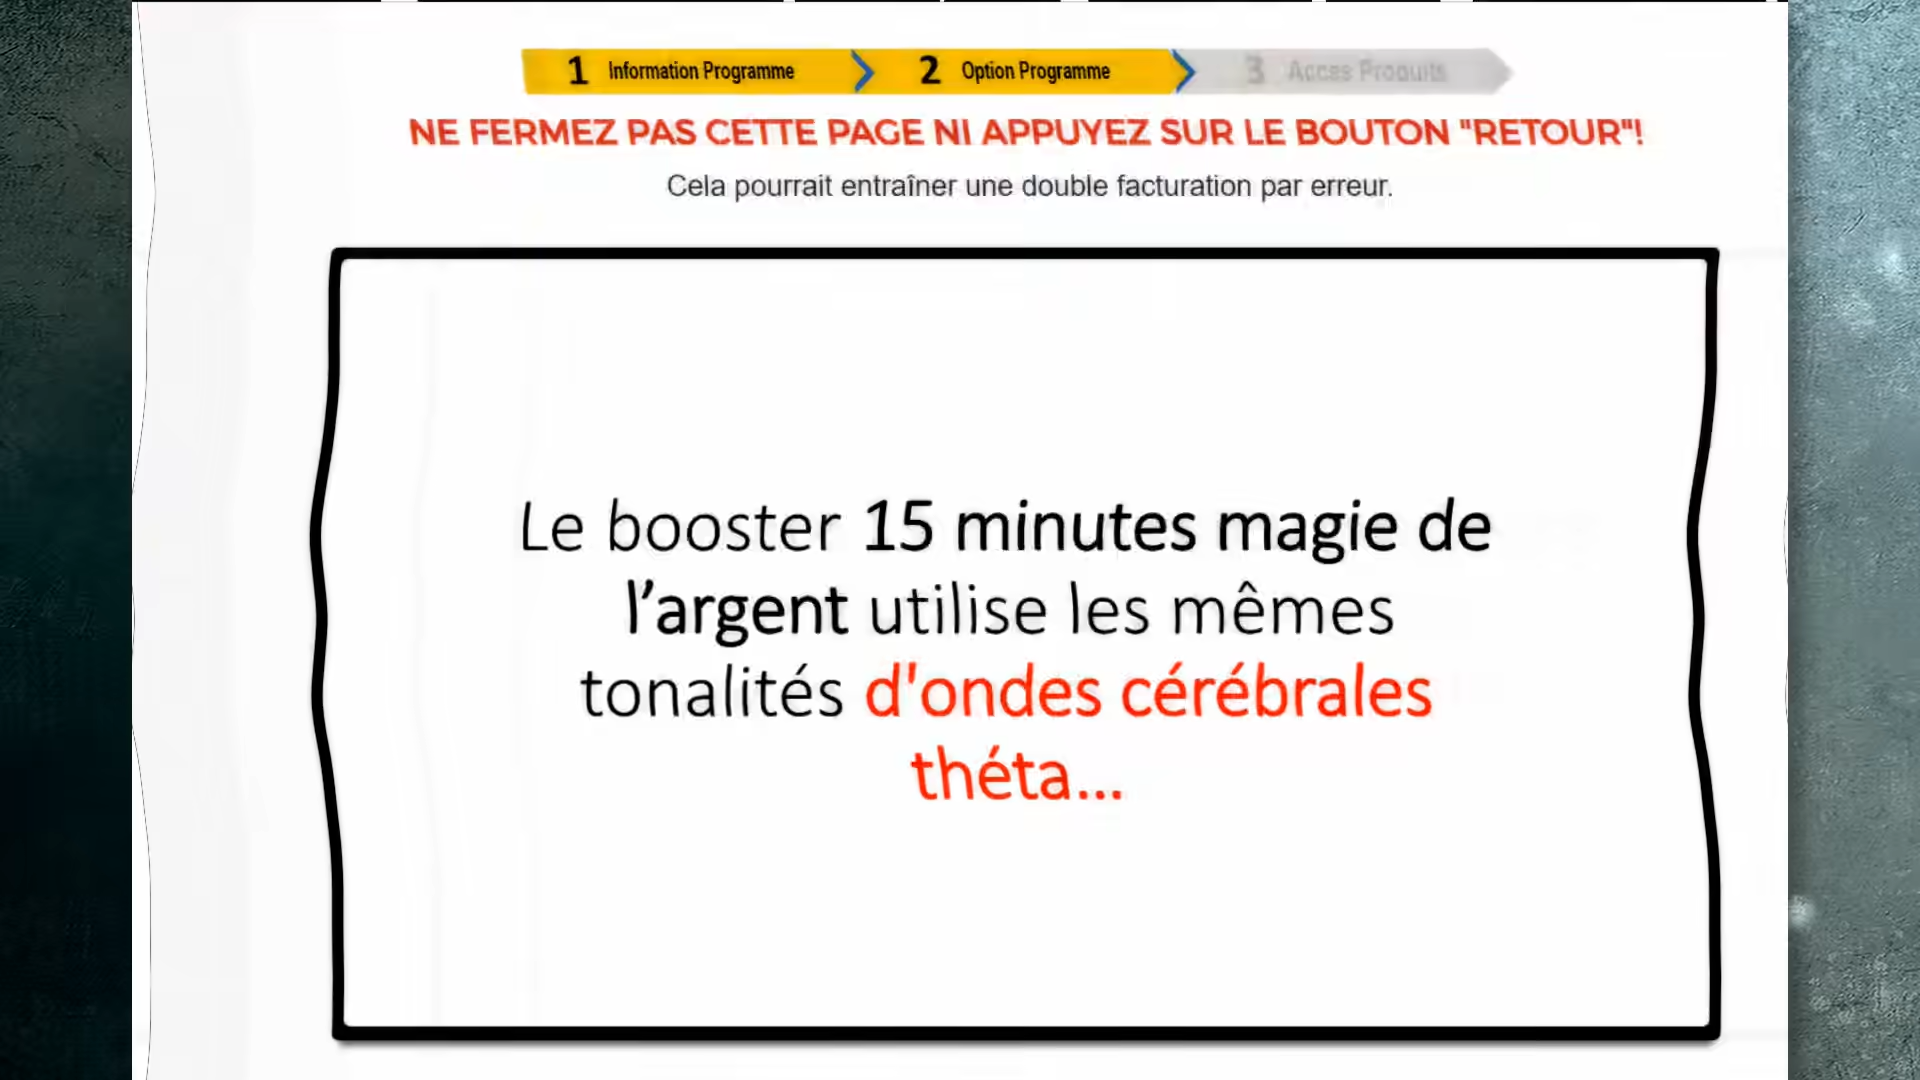 1 Information Programme 2 Option Programme 3 Acces Produits
NE FERMEZ PAS CETTE PAGE NI APPUYEZ SUR LE BOUTON "RETOUR"!
Cela pourrait entraîner une double facturation par erreur.
Le booster 15 minutes magie de
l'argent utilise les mêmes
tonalités d'ondes cérébrales
théta...